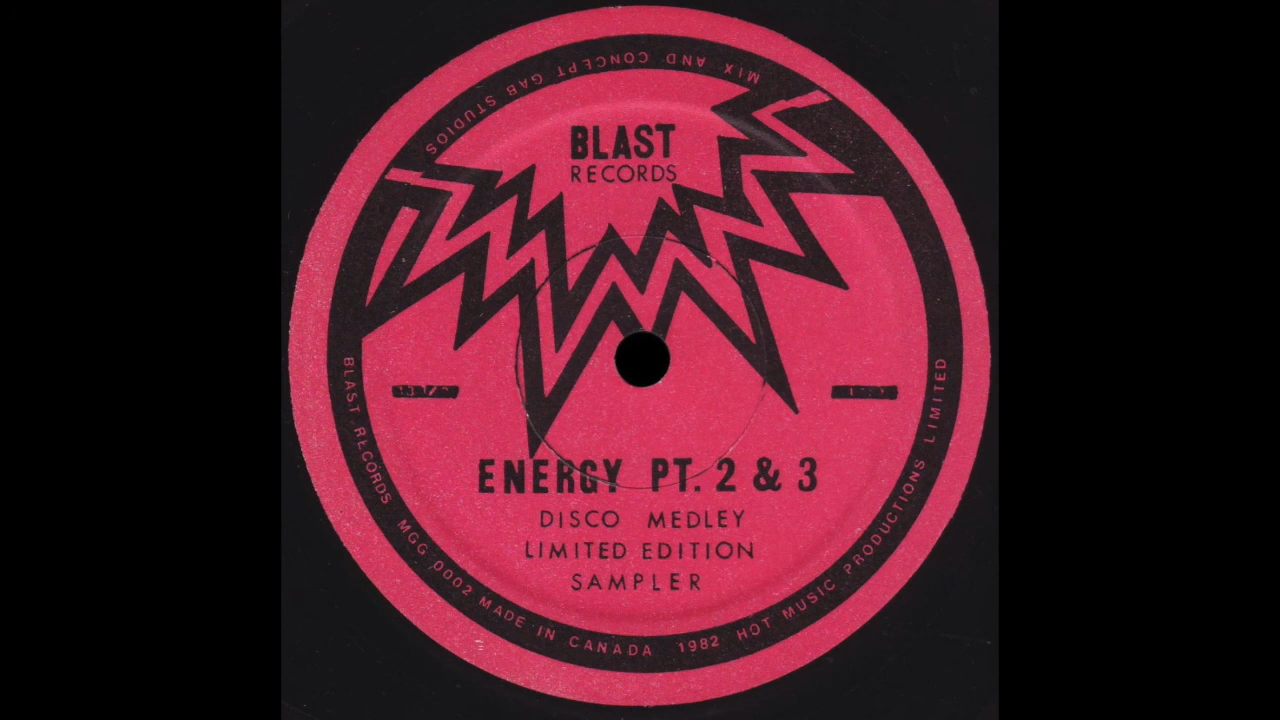 MIX AND CONCEPT GAB STUDIOS
BLAST
RECORDS
ENERGY PT. 2 & 3
DISCO MEDLEY
LIMITED EDITION
SAMPLER
BLAST RECORDS MGG 0002 MADE IN CANADA 1982 HOT MUSIC PRODUCTIONS LIMITED